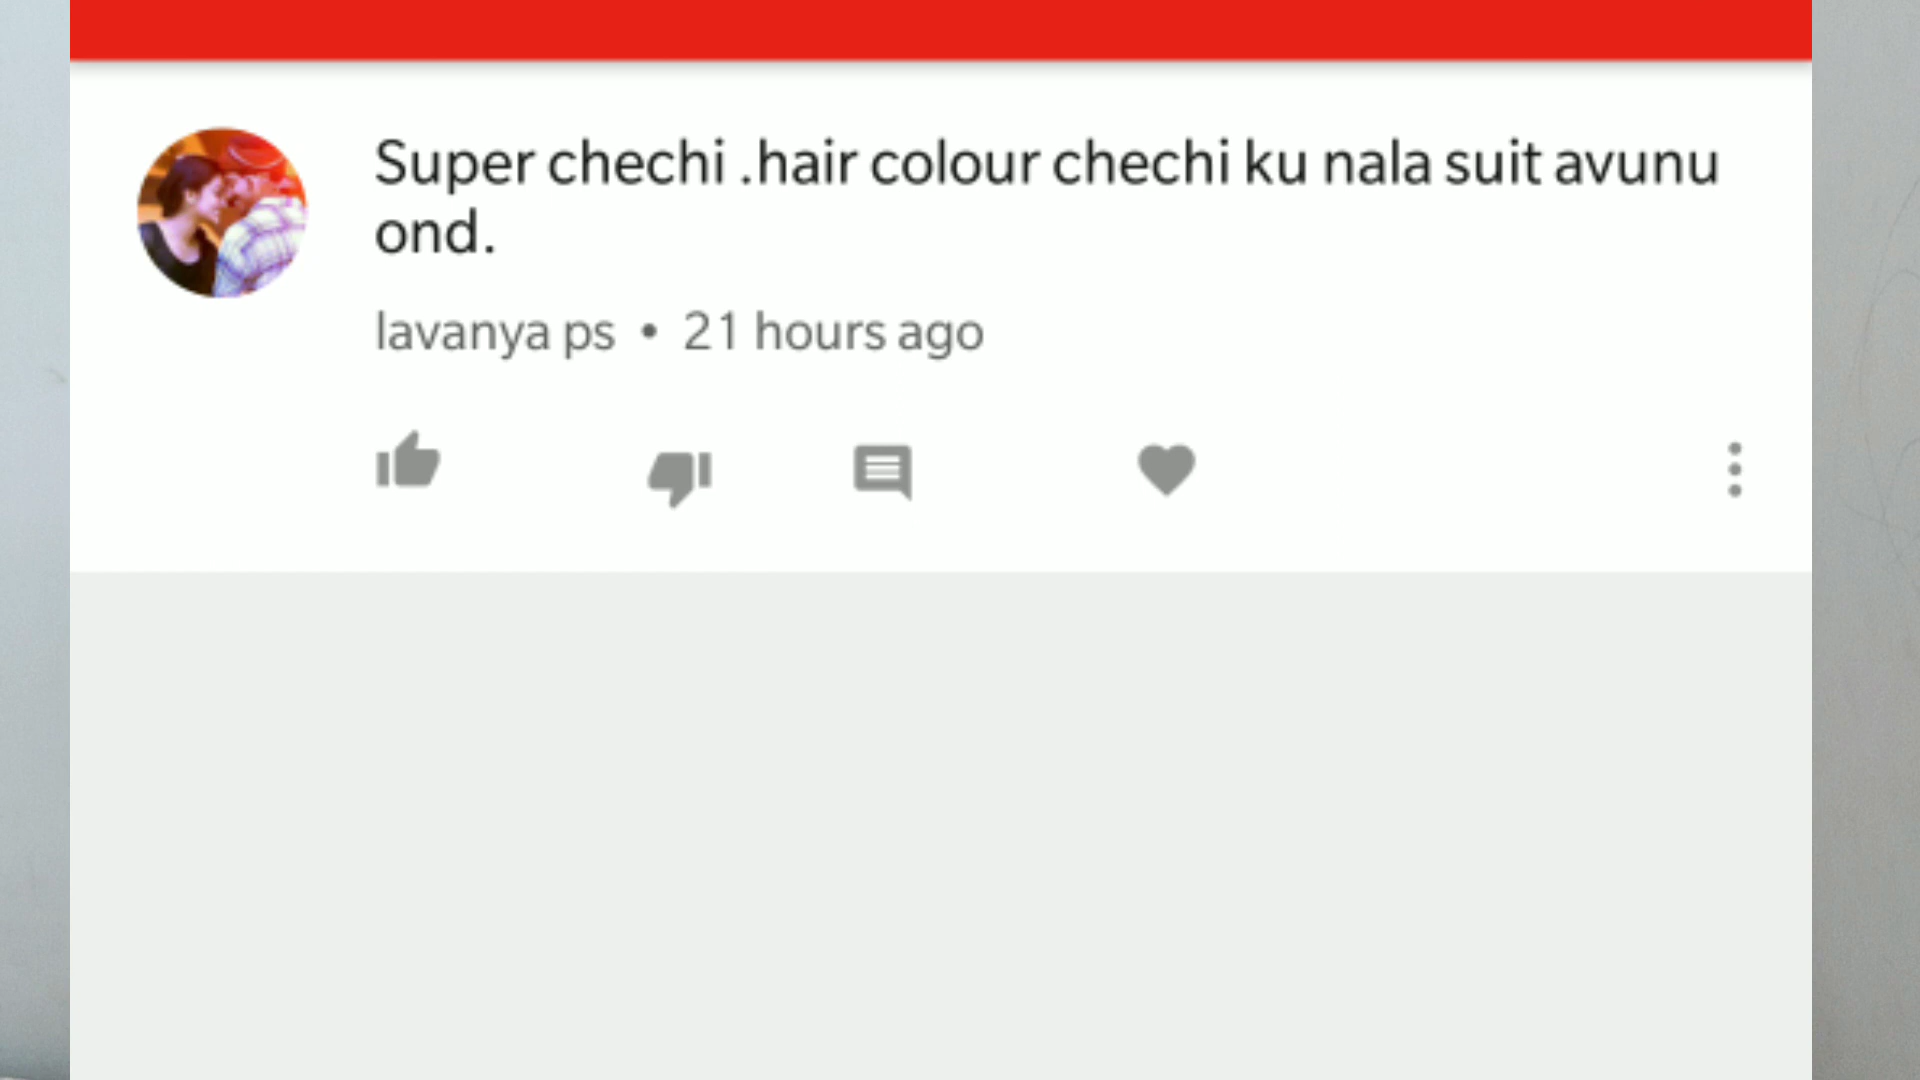 Super chechi .hair colour chechi ku nala suit avunu
ond.
lavanya ps • 21 hours ago